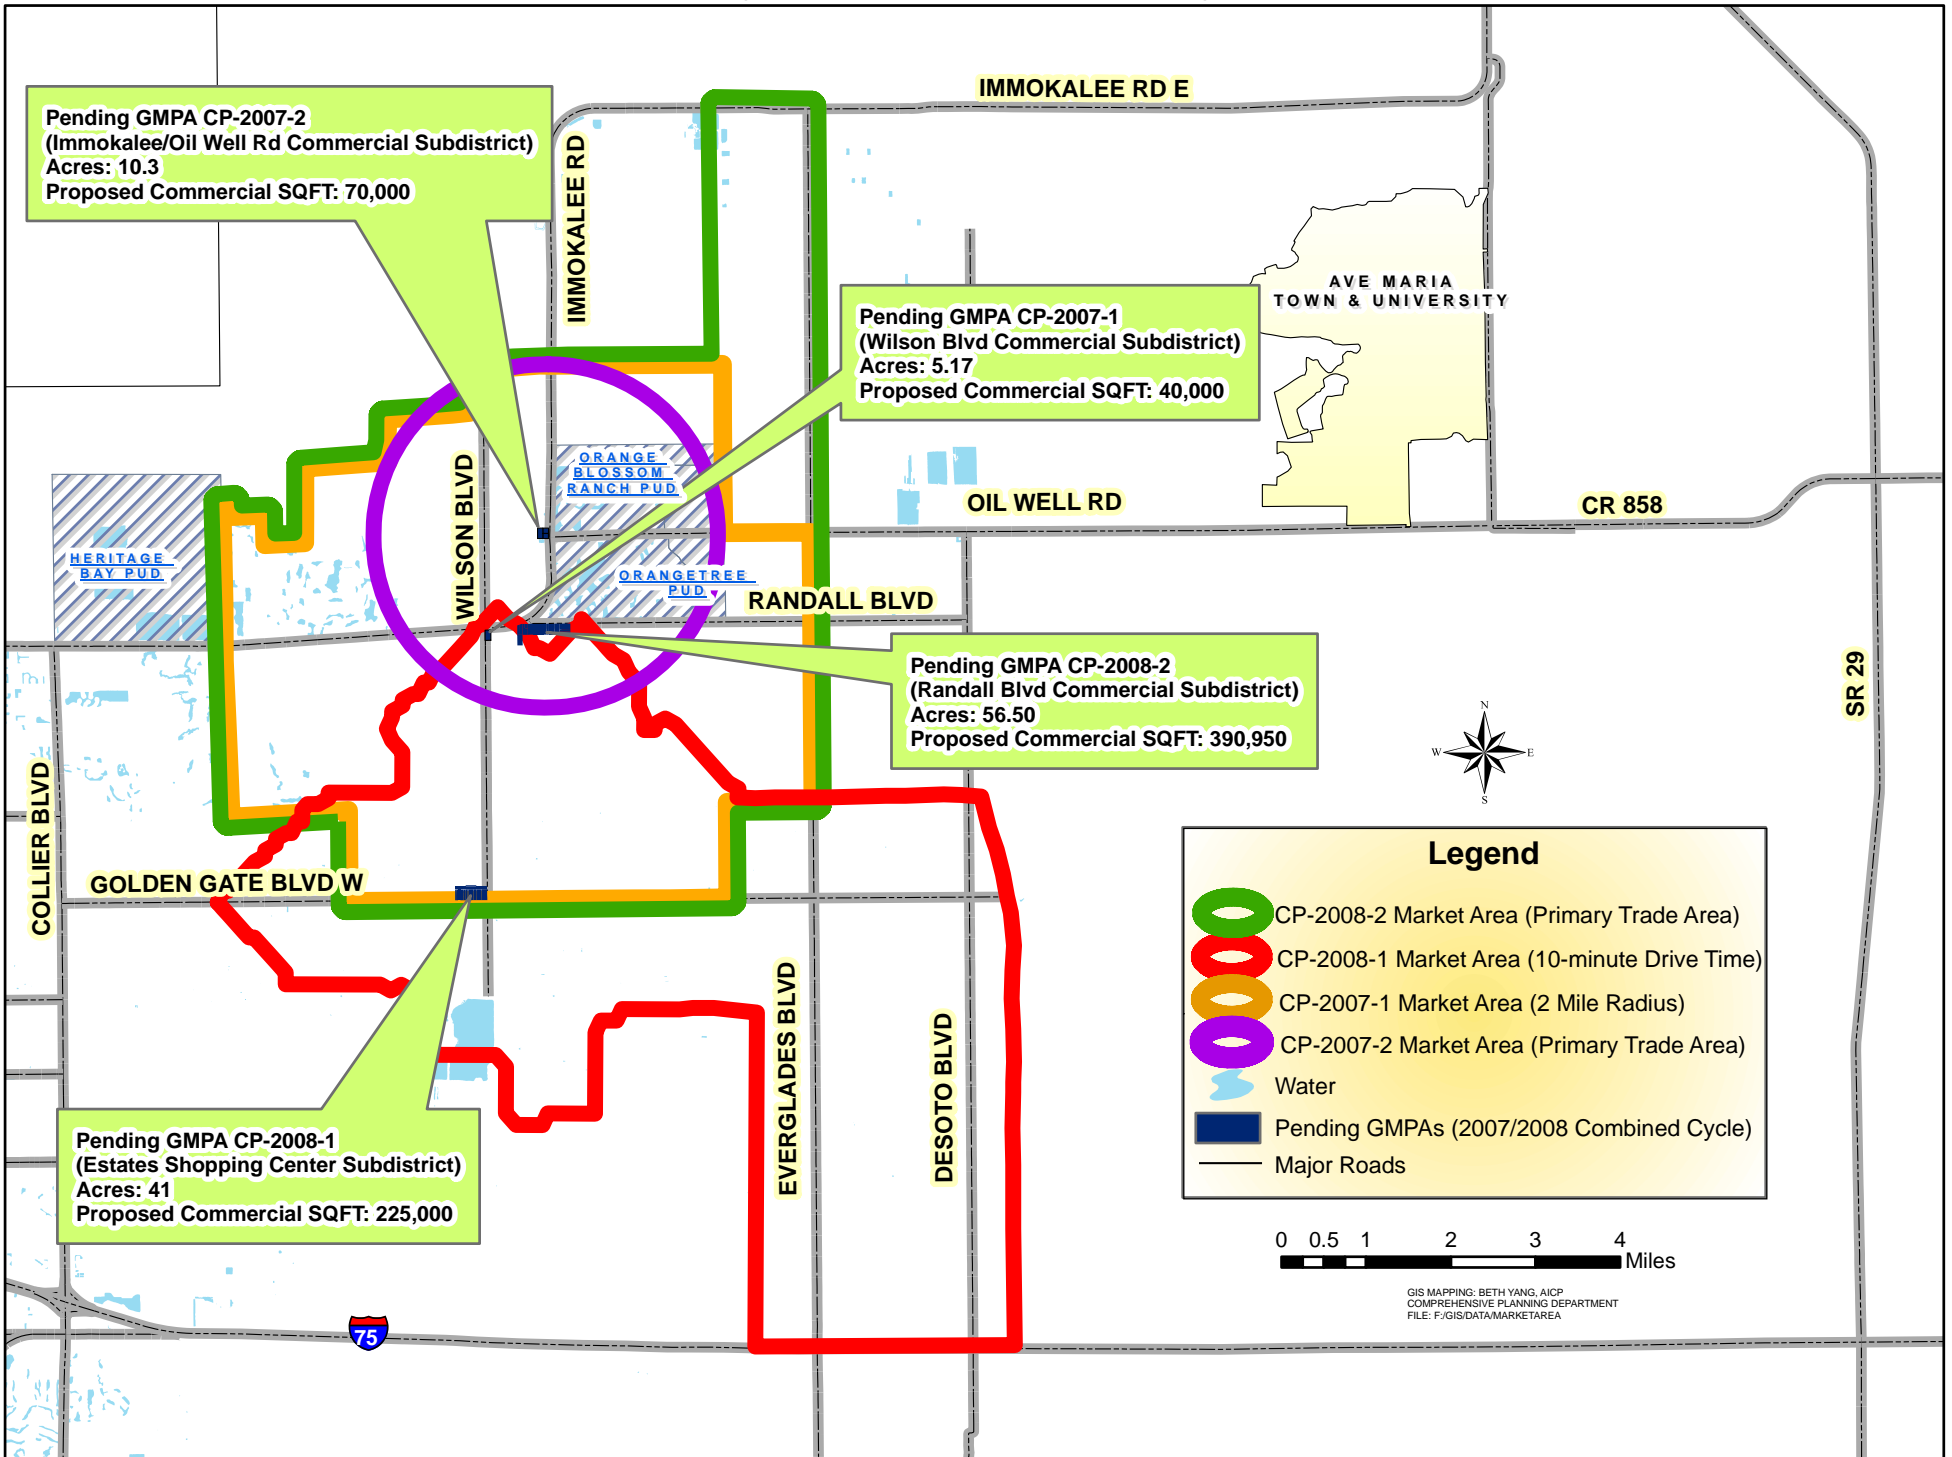 IMMOKALEE RD E
Pending GMPA CP-2007-2
(Immokalee/Oil Well Rd Commercial Subdistrict)
Acres: 10.3
Proposed Commercial SQFT: 70,000
IMMOKALEE RD
AVE MARIA
TOWN & UNIVERSITY
Pending GMPA CP-2007-1
(Wilson Blvd Commercial Subdistrict)
Acres: 5.17
Proposed Commercial SQFT: 40,000
WILSON BLVD
ORANGE
BLOSSOM
RANCH PUD
OIL WELL RD
CR 858
HERITAGE
BAY PUD
ORANGETREE
PUD
RANDALL BLVD
Pending GMPA CP-2008-2
(Randall Blvd Commercial Subdistrict)
Acres: 56.50
Proposed Commercial SQFT: 390,950
SR 29
N
W
E
S
COLLIER BLVD
GOLDEN GATE BLVD W
Legend
CP-2008-2 Market Area (Primary Trade Area)
CP-2008-1 Market Area (10-minute Drive Time)
CP-2007-1 Market Area (2 Mile Radius)
CP-2007-2 Market Area (Primary Trade Area)
Water
Pending GMPAs (2007/2008 Combined Cycle)
Major Roads
EVERGLADES BLVD
DESOTO BLVD
Pending GMPA CP-2008-1
(Estates Shopping Center Subdistrict)
Acres: 41
Proposed Commercial SQFT: 225,000
0 0.5 1 2 3 4
Miles
GIS MAPPING: BETH YANG, AICP
COMPREHENSIVE PLANNING DEPARTMENT
FILE: F:/GIS/DATA/MARKETAREA
75